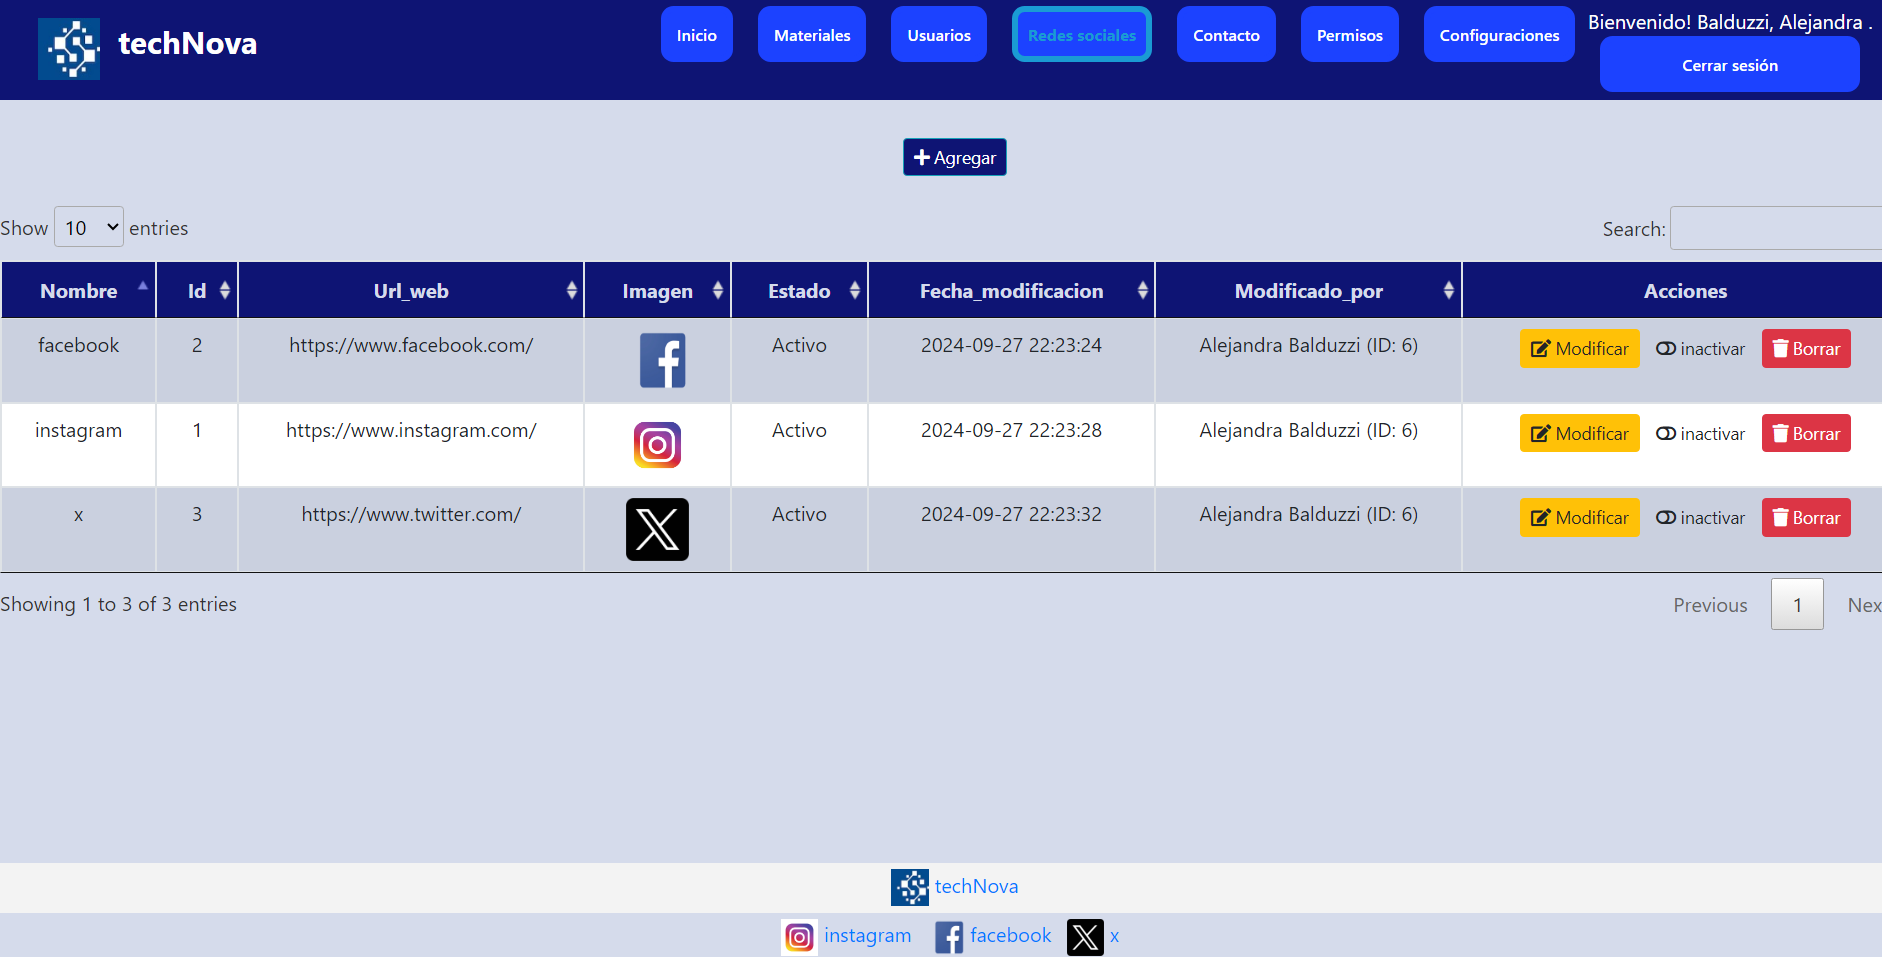 techNova
Inicio Materiales Usuarios Redes sociales Contacto Permisos Configuraciones
Bienvenido! Balduzzi, Alejandra .
Cerrar sesión
Agregar
Show 10 entries Search:
Nombre Id Url_web Imagen Estado Fecha_modificacion Modificado_por Acciones
facebook 2 https://www.facebook.com/ Activo 2024-09-27 22:23:24 Alejandra Balduzzi (ID: 6) Modificar inactivar Borrar
instagram 1 https://www.instagram.com/ Activo 2024-09-27 22:23:28 Alejandra Balduzzi (ID: 6) Modificar inactivar Borrar
x 3 https://www.twitter.com/ Activo 2024-09-27 22:23:32 Alejandra Balduzzi (ID: 6) Modificar inactivar Borrar
Showing 1 to 3 of 3 entries Previous 1 Nex
techNova
instagram facebook x